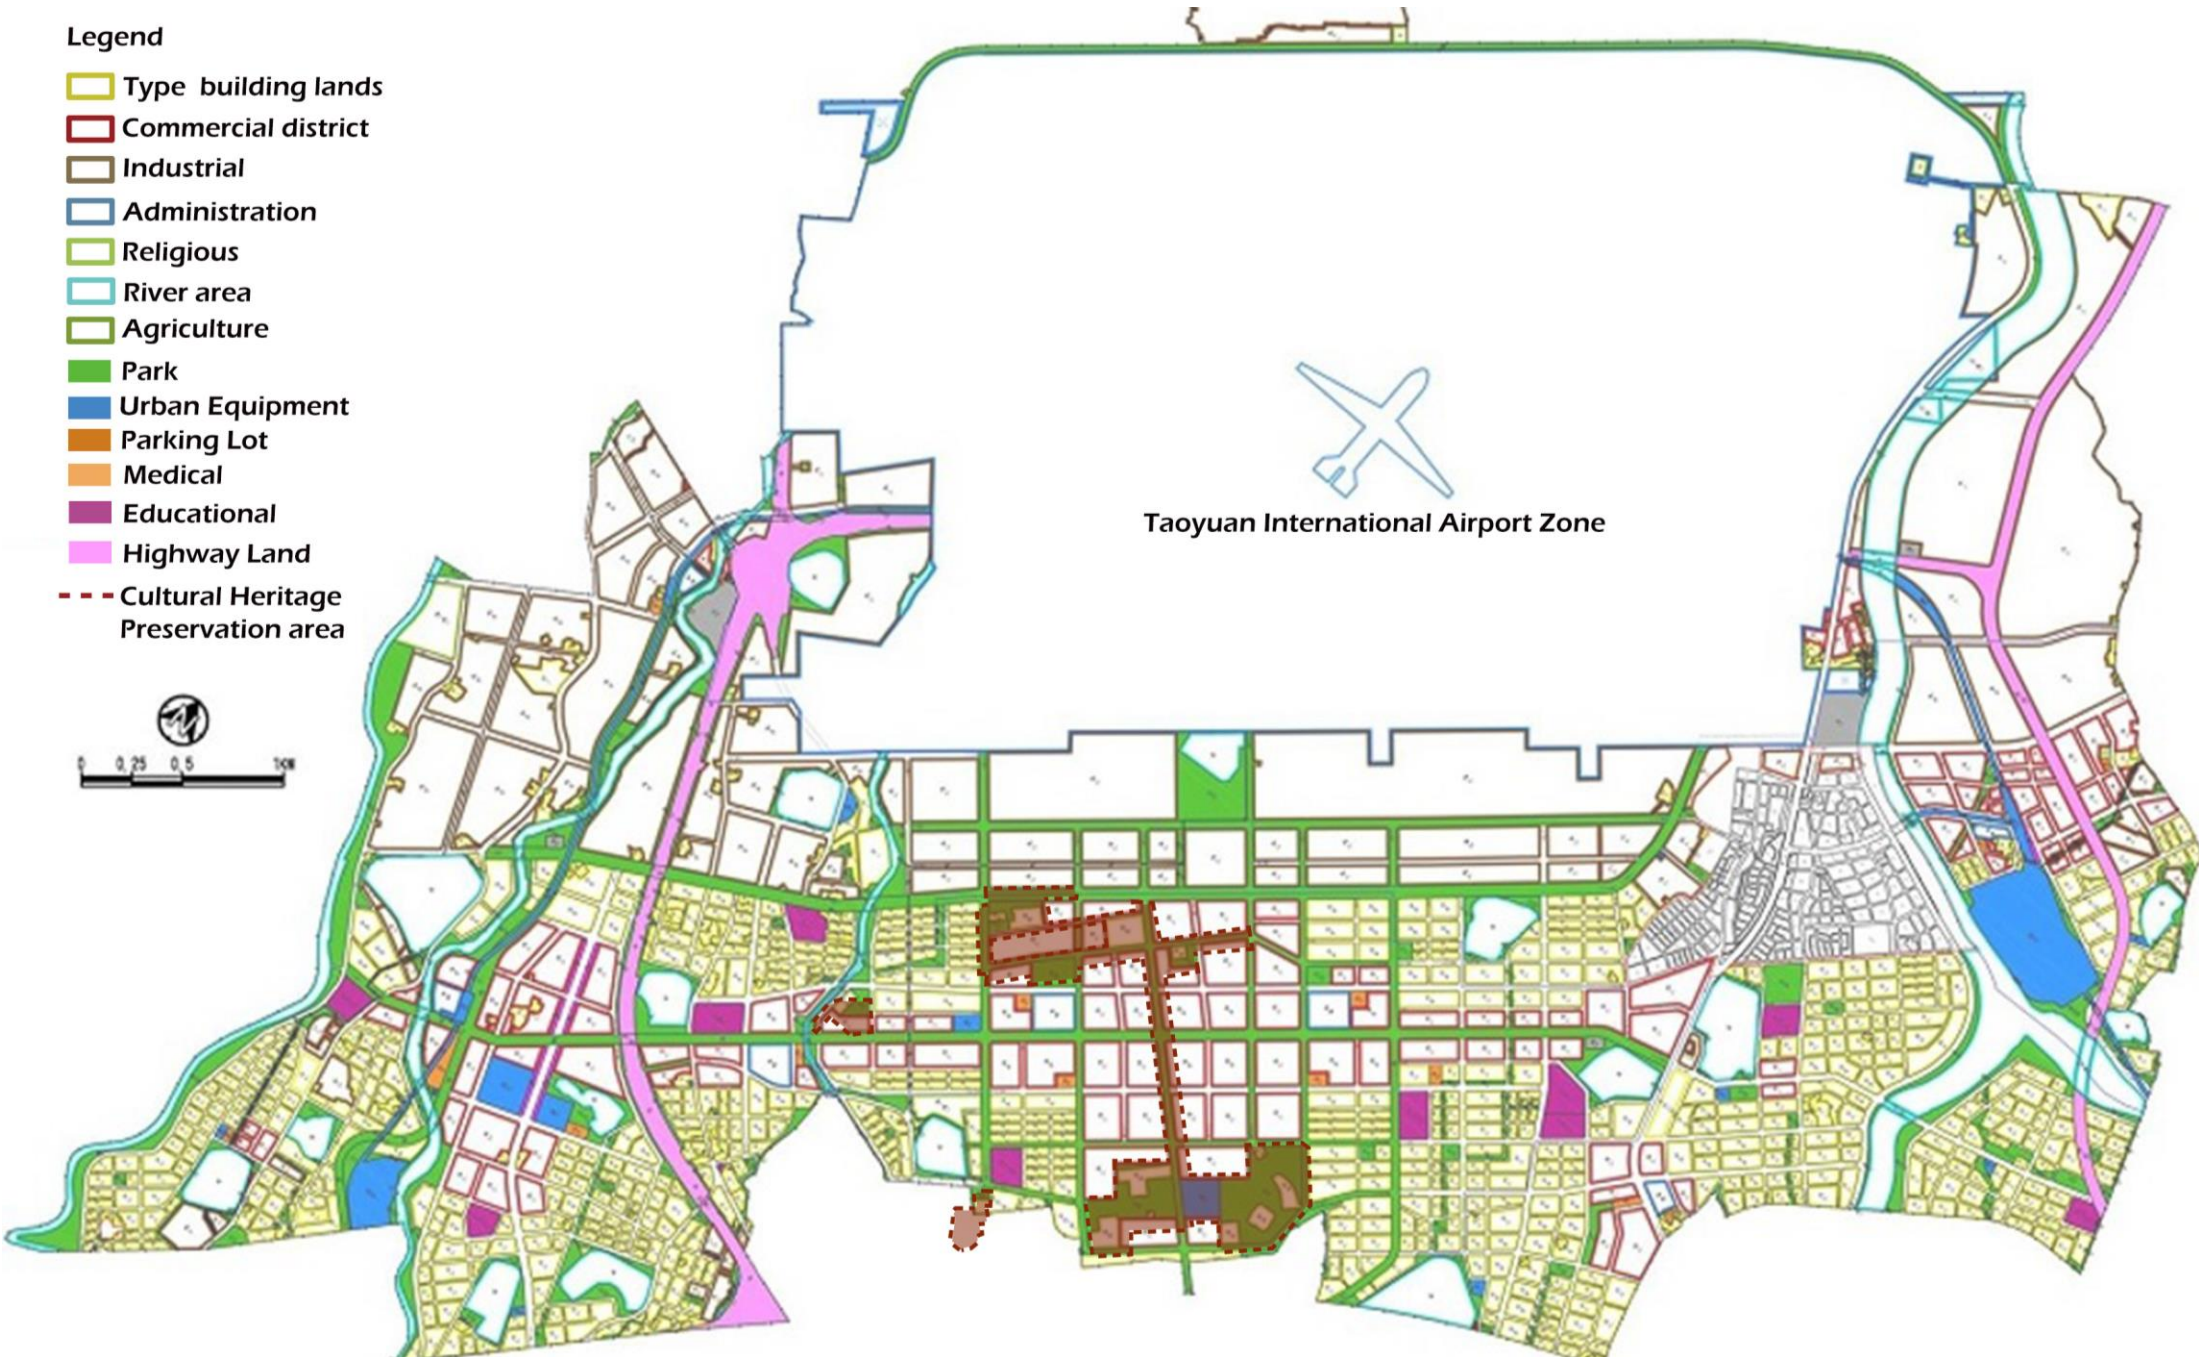 Legend
Type building lands
Commercial district
Industrial
Administration
Religious
River area
Agriculture
Park
Urban Equipment
Parking Lot
Medical
Educational
Highway Land
Cultural Heritage
Preservation area
0 0,25 0,5 1KM
Taoyuan International Airport Zone